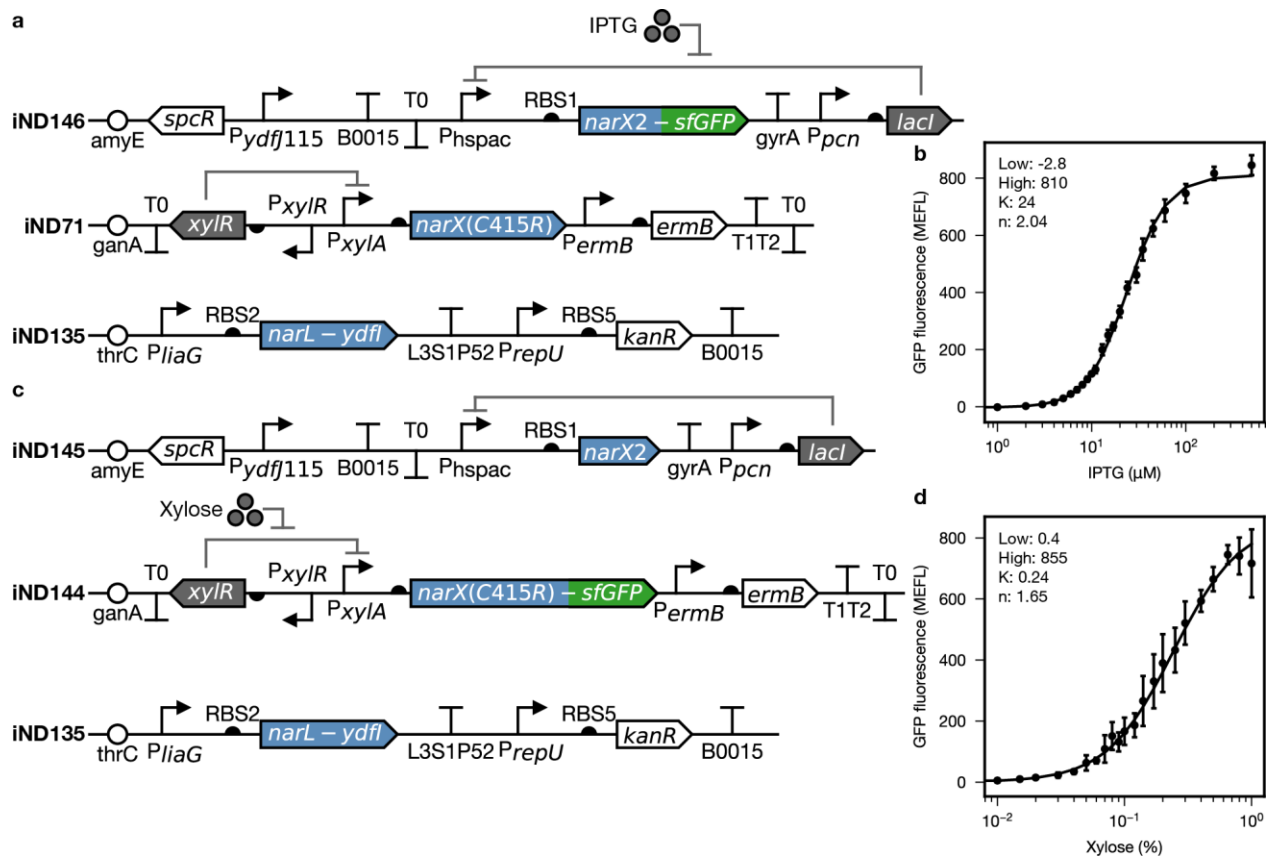 a
IPTG
iND146
amyE
spcR
PydfJ115
B0015
T0
Phspac
RBS1
narX2 – sfGFP
gyrA
Ppcn
lacI
iND71
ganA
T0
xylR
PxylR
PxylA
narX(C415R)
PermB
ermB
T1T2
T0
iND135
thrC
PliaG
RBS2
narL – ydfI
L3S1P52
PrepU
RBS5
kanR
B0015
b
Low: -2.8
High: 810
K: 24
n: 2.04
GFP fluorescence (MEFL)
800
600
400
200
0
10⁰
10¹
10²
IPTG (μM)
c
iND145
amyE
spcR
PydfJ115
B0015
T0
Phspac
RBS1
narX2
gyrA
Ppcn
lacI
Xylose
iND144
ganA
T0
xylR
PxylR
PxylA
narX(C415R) – sfGFP
PermB
ermB
T1T2
T0
iND135
thrC
PliaG
RBS2
narL – ydfI
L3S1P52
PrepU
RBS5
kanR
B0015
d
Low: 0.4
High: 855
K: 0.24
n: 1.65
GFP fluorescence (MEFL)
800
600
400
200
0
10⁻²
10⁻¹
10⁰
Xylose (%)